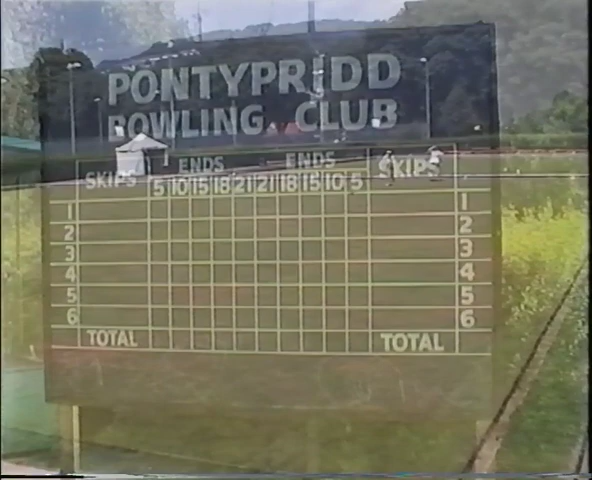 PONTYPRIDD
BOWLING CLUB
ENDS ENDS
SKIPS 5 10 15 18 21 21 18 15 10 5 SKIPS
1 1
2 2
3 3
4 4
5 5
6 6
TOTAL TOTAL